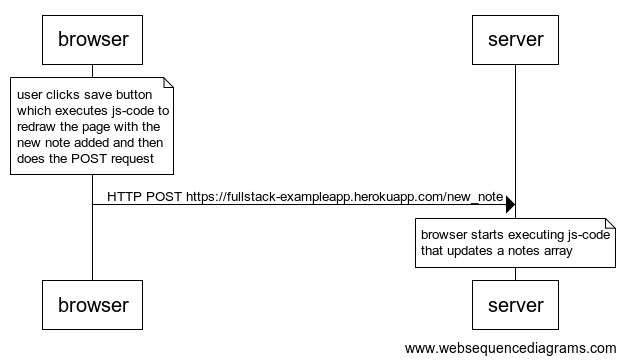 browser
server
user clicks save button
which executes js-code to
redraw the page with the
new note added and then
does the POST request
HTTP POST https://fullstack-exampleapp.herokuapp.com/new_note
browser starts executing js-code
that updates a notes array
browser
server
www.websequencediagrams.com